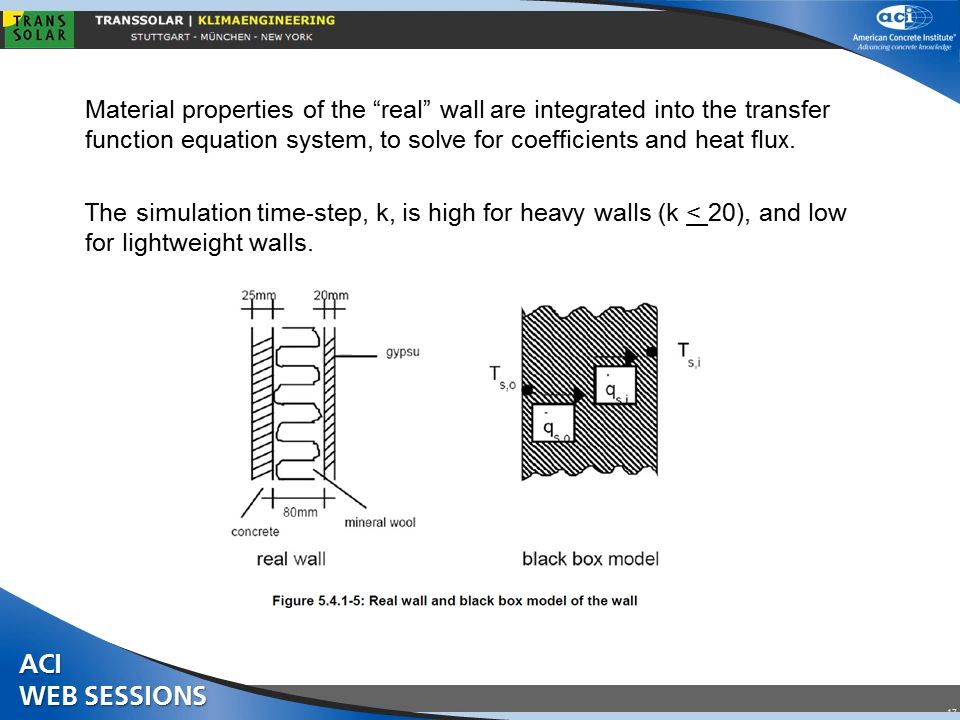 TRANS
SOLAR
TRANSSOLAR | KLIMAENGINEERING
STUTTGART - MÜNCHEN - NEW YORK
aci
American Concrete Institute®
Advancing concrete knowledge
Material properties of the “real” wall are integrated into the transfer
function equation system, to solve for coefficients and heat flux.
The simulation time-step, k, is high for heavy walls (k < 20), and low
for lightweight walls.
25mm
20mm
gypsu
80mm
concrete
mineral wool
real wall
T s,o
q̇ s,o
q̇ s,i
T s,i
black box model
Figure 5.4.1-5: Real wall and black box model of the wall
ACI
WEB SESSIONS
17